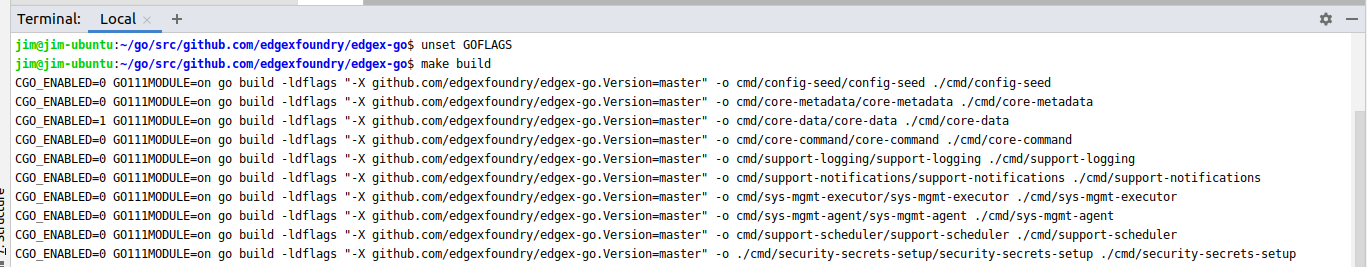 Terminal: Local × +
jim@jim-ubuntu:~/go/src/github.com/edgexfoundry/edgex-go$ unset GOFLAGS
jim@jim-ubuntu:~/go/src/github.com/edgexfoundry/edgex-go$ make build
CGO_ENABLED=0 GO111MODULE=on go build -ldflags "-X github.com/edgexfoundry/edgex-go.Version=master" -o cmd/config-seed/config-seed ./cmd/config-seed
CGO_ENABLED=0 GO111MODULE=on go build -ldflags "-X github.com/edgexfoundry/edgex-go.Version=master" -o cmd/core-metadata/core-metadata ./cmd/core-metadata
CGO_ENABLED=1 GO111MODULE=on go build -ldflags "-X github.com/edgexfoundry/edgex-go.Version=master" -o cmd/core-data/core-data ./cmd/core-data
CGO_ENABLED=0 GO111MODULE=on go build -ldflags "-X github.com/edgexfoundry/edgex-go.Version=master" -o cmd/core-command/core-command ./cmd/core-command
CGO_ENABLED=0 GO111MODULE=on go build -ldflags "-X github.com/edgexfoundry/edgex-go.Version=master" -o cmd/support-logging/support-logging ./cmd/support-logging
CGO_ENABLED=0 GO111MODULE=on go build -ldflags "-X github.com/edgexfoundry/edgex-go.Version=master" -o cmd/support-notifications/support-notifications ./cmd/support-notifications
CGO_ENABLED=0 GO111MODULE=on go build -ldflags "-X github.com/edgexfoundry/edgex-go.Version=master" -o cmd/sys-mgmt-executor/sys-mgmt-executor ./cmd/sys-mgmt-executor
CGO_ENABLED=0 GO111MODULE=on go build -ldflags "-X github.com/edgexfoundry/edgex-go.Version=master" -o cmd/sys-mgmt-agent/sys-mgmt-agent ./cmd/sys-mgmt-agent
CGO_ENABLED=0 GO111MODULE=on go build -ldflags "-X github.com/edgexfoundry/edgex-go.Version=master" -o cmd/support-scheduler/support-scheduler ./cmd/support-scheduler
CGO_ENABLED=0 GO111MODULE=on go build -ldflags "-X github.com/edgexfoundry/edgex-go.Version=master" -o ./cmd/security-secrets-setup/security-secrets-setup ./cmd/security-secrets-setup